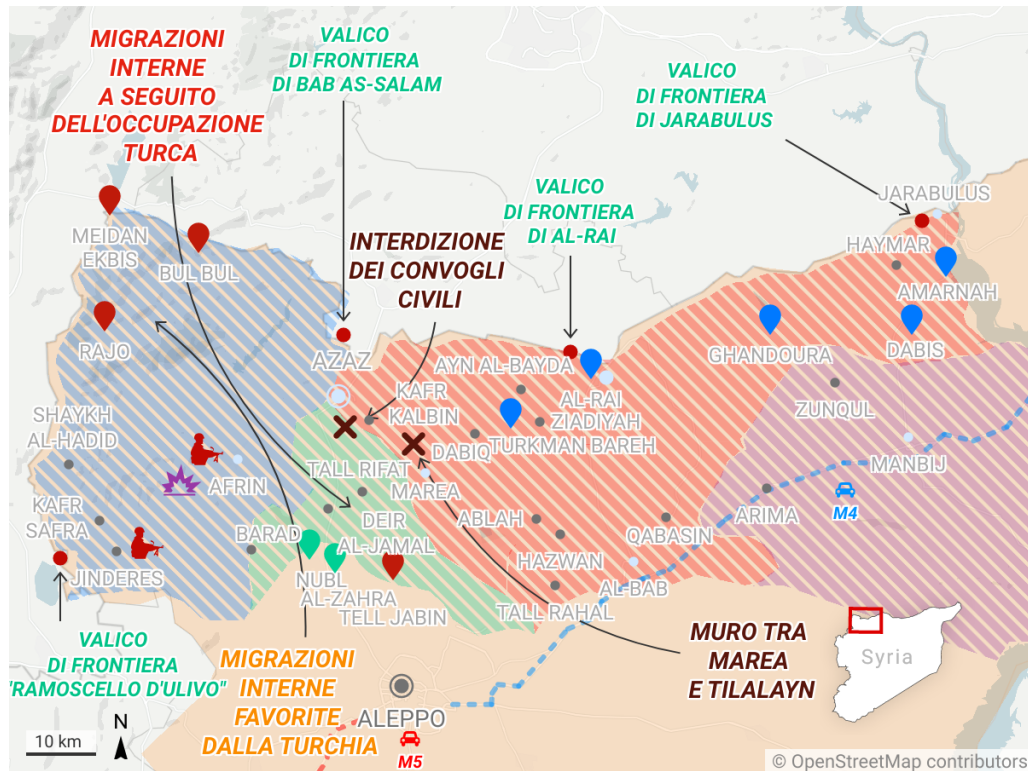 MIGRAZIONI
INTERNE
A SEGUITO
DELL'OCCUPAZIONE
TURCA
VALICO
DI FRONTIERA
DI BAB AS-SALAM
VALICO
DI FRONTIERA
DI JARABULUS
VALICO
DI FRONTIERA
DI AL-RAI
INTERDIZIONE
DEI CONVOGLI
CIVILI
JARABULUS
HAYMAR
AMARNAH
MEIDAN
EKBIS
BUL BUL
RAJO
AZAZ
AYN AL-BAYDA
GHANDOURA
DABIS
KAFR
KALBIN
AL-RAI
ZIADIYAH
TURKMAN BAREH
ZUNQUL
SHAYKH
AL-HADID
DABIQ
TALL RIFAT
MAREA
MANBIJ
AFRIN
KAFR
SAFRA
M4
ARIMA
BARAD
DEIR
AL-JAMAL
ABLAH
QABASIN
HAZWAN
JINDERES
NUBL
AL-ZAHRA
TELL JABIN
AL-BAB
TALL RAHAL
VALICO
DI FRONTIERA
"RAMOSCELLO D'ULIVO"
MIGRAZIONI
INTERNE
FAVORITE
DALLA TURCHIA
MURO TRA
MAREA
E TILALAYN
Syria
ALEPPO
M5
N
10 km
© OpenStreetMap contributors